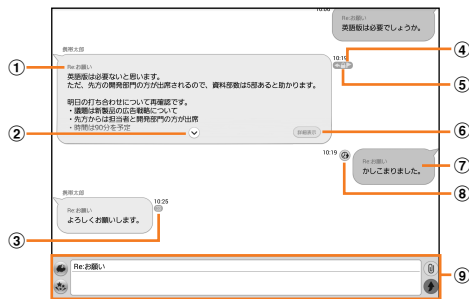 10:00
Re:お願い
英語版は必要でしょうか。
携帯太郎
10:19
Re:お願い
英語版は必要ないと思います。
ただ、先方の開発部門の方が出席されるので、資料部数は5部あると助かります。
明日の打ち合わせについて再確認です。
・議題は新製品の広告戦略について
・先方からは担当者と開発部門の方が出席
・時間は90分を予定
詳細表示
10:19
Re:お願い
かしこまりました。
携帯太郎
10:25
Re:お願い
よろしくお願いします。
Re:お願い
①
②
③
④
⑤
⑥
⑦
⑧
⑨